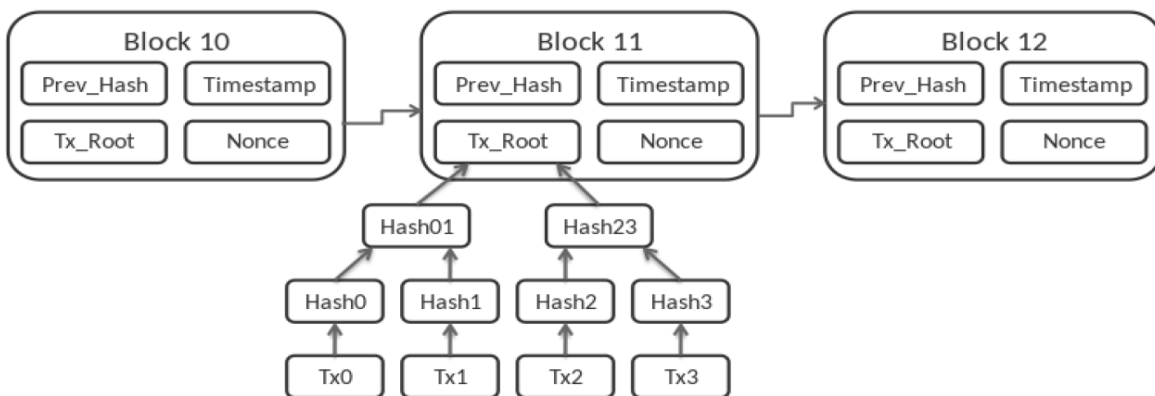 Block 10
Prev_Hash Timestamp
Tx_Root Nonce
Block 11
Prev_Hash Timestamp
Tx_Root Nonce
Block 12
Prev_Hash Timestamp
Tx_Root Nonce
Hash01 Hash23
Hash0 Hash1 Hash2 Hash3
Tx0 Tx1 Tx2 Tx3